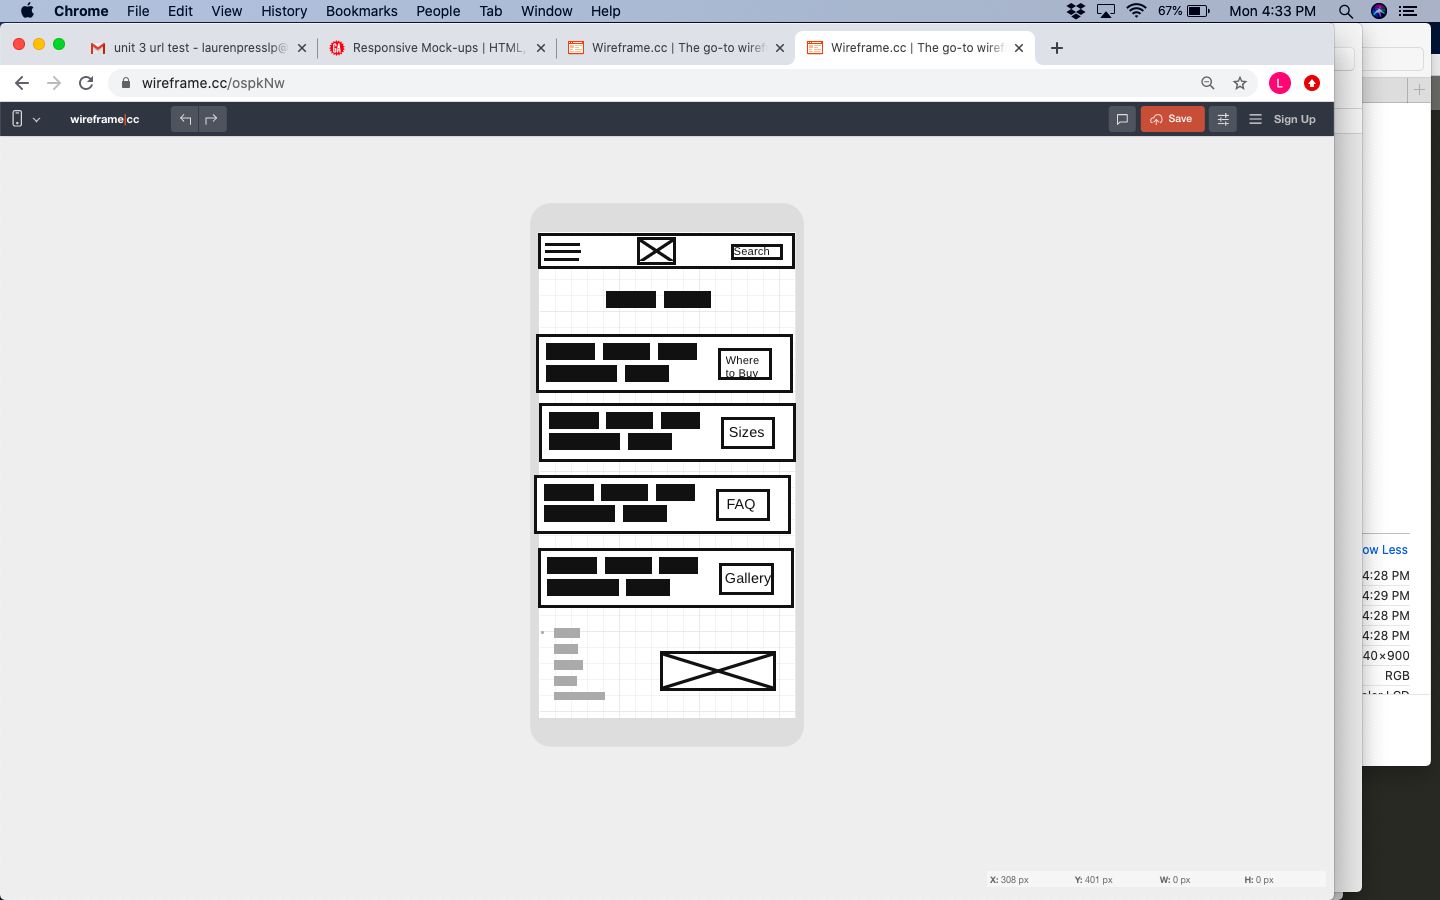 Chrome File Edit View History Bookmarks People Tab Window Help 67% Mon 4:33 PM
unit 3 url test - laurenpresslp@ Responsive Mock-ups | HTML, Wireframe.cc | The go-to wiref Wireframe.cc | The go-to wiref
wireframe.cc/ospkNw L
wireframe|cc Save Sign Up
Search
Where
to Buy
Sizes
FAQ
Gallery
ow Less
4:28 PM
4:29 PM
4:28 PM
4:28 PM
40×900
RGB
X: 308 px Y: 401 px W: 0 px H: 0 px